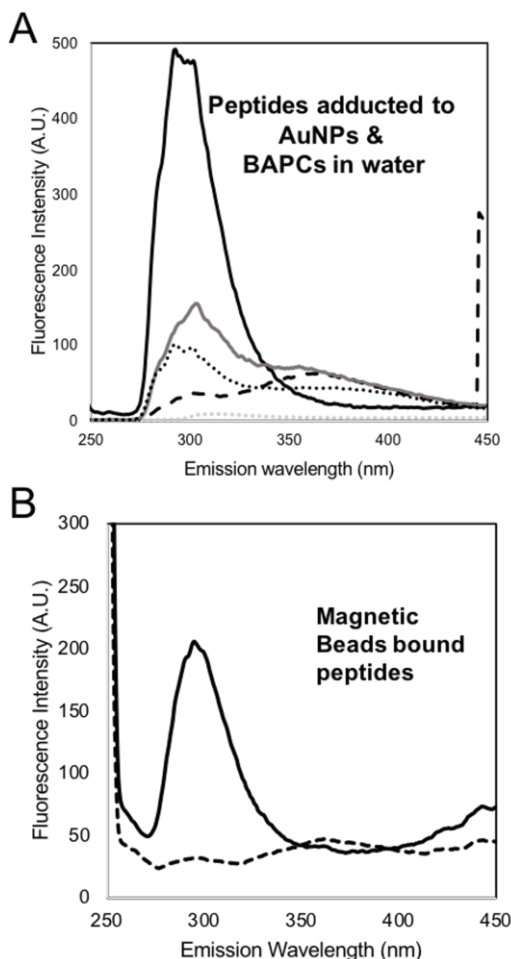 A
500
Peptides adducted to
AuNPs &
BAPCs in water
400
300
200
100
0
Fluorescence Instensity (A.U.)
250 300 350 400 450
Emission wavelength (nm)
B
300
250
Magnetic
Beads bound
peptides
200
150
100
50
0
Fluorescence Intensity (A.U.)
250 300 350 400 450
Emission Wavelength (nm)